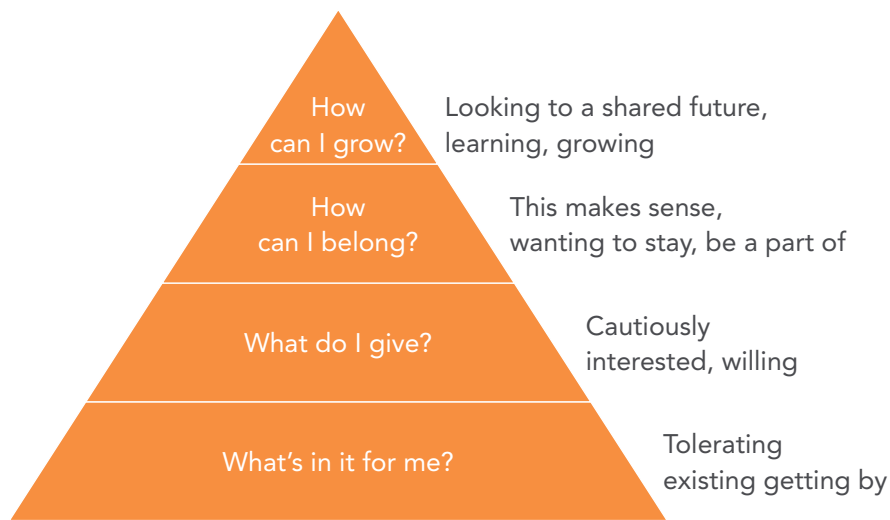 How
can I grow?
Looking to a shared future,
learning, growing
How
can I belong?
This makes sense,
wanting to stay, be a part of
What do I give?
Cautiously
interested, willing
What's in it for me?
Tolerating
existing getting by